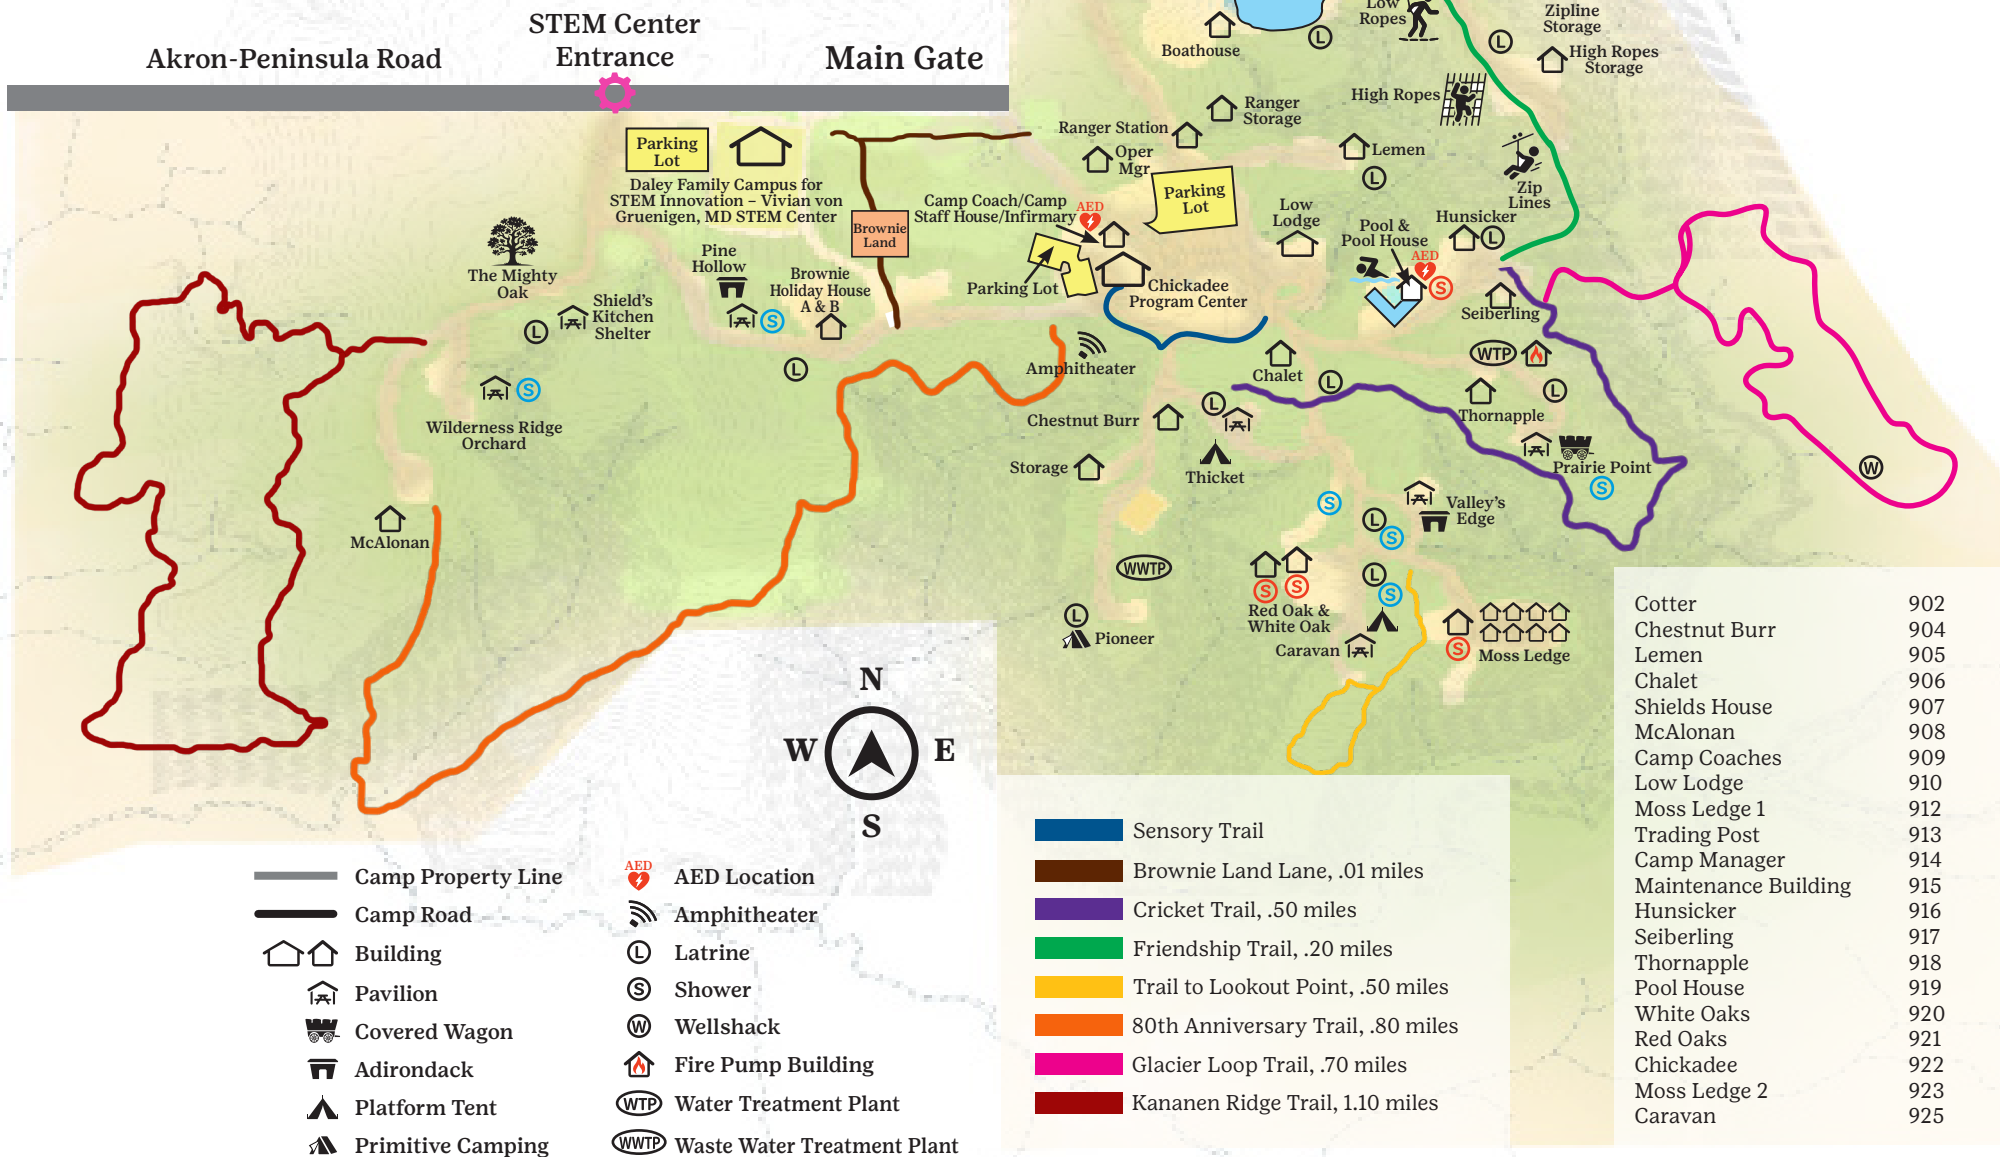 Akron-Peninsula Road
STEM Center
Entrance
Main Gate
Low
Ropes
Zipline
Storage
High Ropes
Storage
Boathouse
L
L
High Ropes
Ranger
Storage
Ranger Station
Oper
Mgr
Lemen
L
Zip
Lines
Parking
Lot
Daley Family Campus for
STEM Innovation – Vivian von
Gruenigen, MD STEM Center
Brownie
Land
Camp Coach/Camp
Staff House/Infirmary
AED
Parking
Lot
Low
Lodge
Pool &
Pool House
Hunsicker
L
AED
S
Parking Lot
Chickadee
Program Center
Seiberling
The Mighty
Oak
Pine
Hollow
Brownie
Holiday House
A & B
S
Shield's
Kitchen
Shelter
L
L
Amphitheater
Chalet
L
WTP
L
Thornapple
S
Wilderness Ridge
Orchard
Chestnut Burr
L
Thicket
Storage
Prairie Point
S
W
McAlonan
S
L
S
Valley's
Edge
WWTP
L
S
S
S
Red Oak &
White Oak
L
Pioneer
Caravan
S
Moss Ledge
N
W
E
S
Camp Property Line
Camp Road
Building
Pavilion
Covered Wagon
Adirondack
Platform Tent
Primitive Camping
AED
AED Location
Amphitheater
L Latrine
S Shower
W Wellshack
Fire Pump Building
WTP Water Treatment Plant
WWTP Waste Water Treatment Plant
Sensory Trail
Brownie Land Lane, .01 miles
Cricket Trail, .50 miles
Friendship Trail, .20 miles
Trail to Lookout Point, .50 miles
80th Anniversary Trail, .80 miles
Glacier Loop Trail, .70 miles
Kananen Ridge Trail, 1.10 miles
Cotter 902
Chestnut Burr 904
Lemen 905
Chalet 906
Shields House 907
McAlonan 908
Camp Coaches 909
Low Lodge 910
Moss Ledge 1 912
Trading Post 913
Camp Manager 914
Maintenance Building 915
Hunsicker 916
Seiberling 917
Thornapple 918
Pool House 919
White Oaks 920
Red Oaks 921
Chickadee 922
Moss Ledge 2 923
Caravan 925